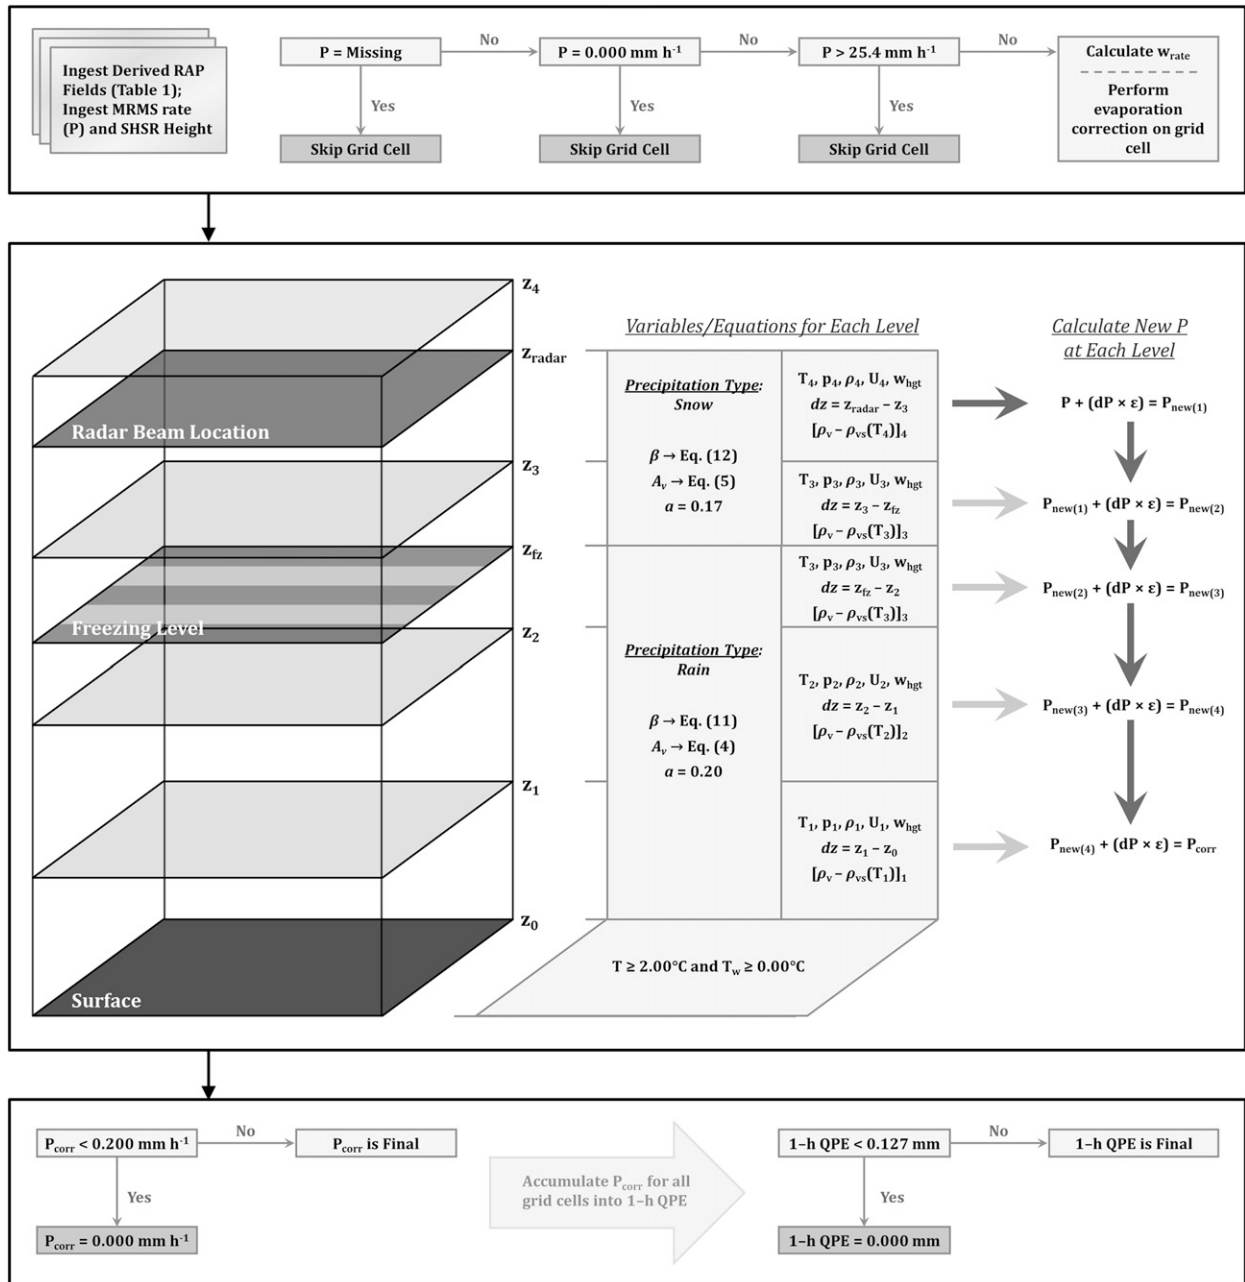 Ingest Derived RAP
Fields (Table 1);
Ingest MRMS rate
(P) and SHSR Height
P = Missing
No
P = 0.000 mm h⁻¹
No
P > 25.4 mm h⁻¹
No
Calculate w_rate
Perform
evaporation
correction on grid
cell
Yes
Yes
Yes
Skip Grid Cell
Skip Grid Cell
Skip Grid Cell
z₄
z_radar
Radar Beam Location
z₃
z_fz
Freezing Level
z₂
z₁
z₀
Surface
Variables/Equations for Each Level
Precipitation Type:
Snow
β → Eq. (12)
A_v → Eq. (5)
a = 0.17
T₄, p₄, ρ₄, U₄, w_hgt
dz = z_radar – z₃
[ρ_v – ρ_vs(T₄)]₄
T₃, p₃, ρ₃, U₃, w_hgt
dz = z₃ – z_fz
[ρ_v – ρ_vs(T₃)]₃
Precipitation Type:
Rain
β → Eq. (11)
A_v → Eq. (4)
a = 0.20
T₃, p₃, ρ₃, U₃, w_hgt
dz = z_fz – z₂
[ρ_v – ρ_vs(T₃)]₃
T₂, p₂, ρ₂, U₂, w_hgt
dz = z₂ – z₁
[ρ_v – ρ_vs(T₂)]₂
T₁, p₁, ρ₁, U₁, w_hgt
dz = z₁ – z₀
[ρ_v – ρ_vs(T₁)]₁
T ≥ 2.00°C and T_w ≥ 0.00°C
Calculate New P
at Each Level
P + (dP × ε) = P_new(1)
P_new(1) + (dP × ε) = P_new(2)
P_new(2) + (dP × ε) = P_new(3)
P_new(3) + (dP × ε) = P_new(4)
P_new(4) + (dP × ε) = P_corr
P_corr < 0.200 mm h⁻¹
No
P_corr is Final
Yes
P_corr = 0.000 mm h⁻¹
Accumulate P_corr for all
grid cells into 1–h QPE
1–h QPE < 0.127 mm
No
1–h QPE is Final
Yes
1–h QPE = 0.000 mm